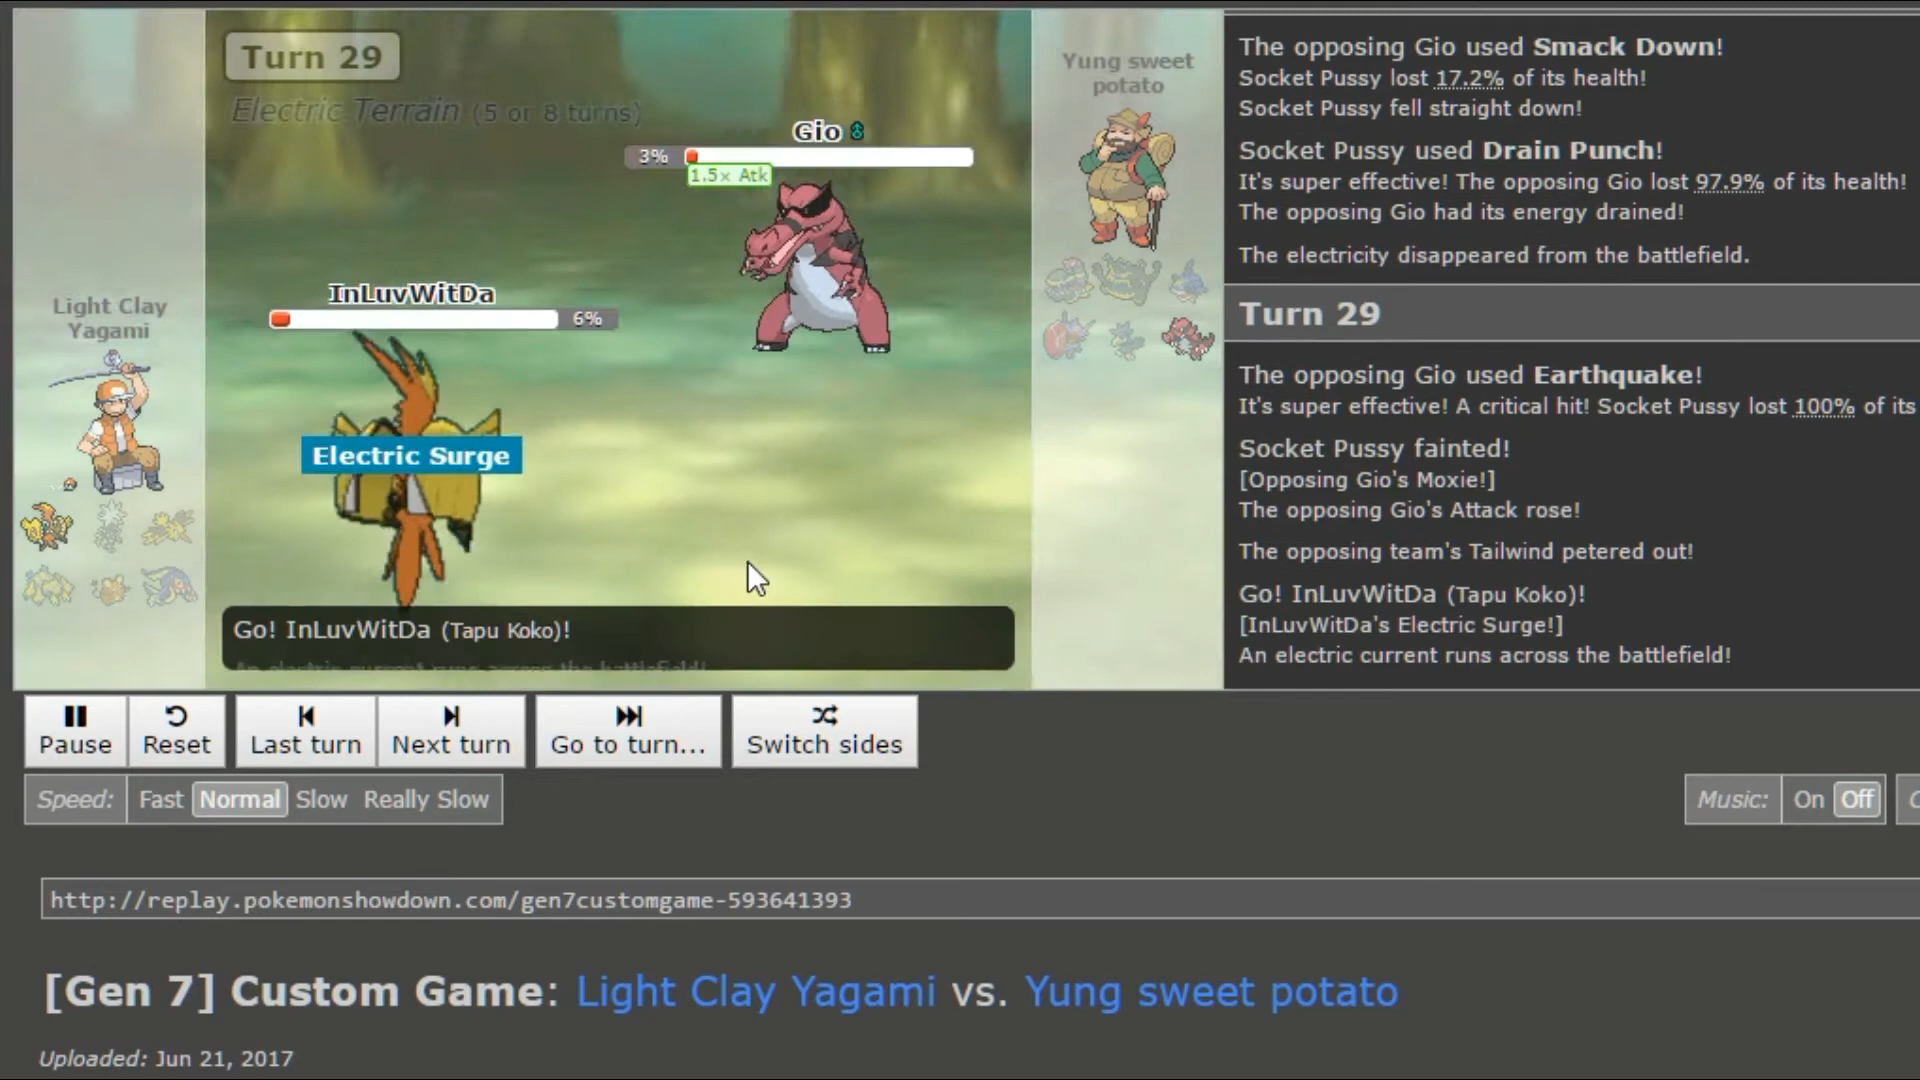 Turn 29
Electric Terrain (5 or 8 turns)
Gio
3%
1.5× Atk
InLuvWitDa
6%
Electric Surge
Go! InLuvWitDa (Tapu Koko)!
An electric current runs across the battlefield!
Light Clay
Yagami
Yung sweet
potato
The opposing Gio used Smack Down!
Socket Pussy lost 17.2% of its health!
Socket Pussy fell straight down!
Socket Pussy used Drain Punch!
It's super effective! The opposing Gio lost 97.9% of its health!
The opposing Gio had its energy drained!
The electricity disappeared from the battlefield.
Turn 29
The opposing Gio used Earthquake!
It's super effective! A critical hit! Socket Pussy lost 100% of its
Socket Pussy fainted!
[Opposing Gio's Moxie!]
The opposing Gio's Attack rose!
The opposing team's Tailwind petered out!
Go! InLuvWitDa (Tapu Koko)!
[InLuvWitDa's Electric Surge!]
An electric current runs across the battlefield!
Pause Reset Last turn Next turn Go to turn... Switch sides
Speed: Fast Normal Slow Really Slow
Music: On Off
http://replay.pokemonshowdown.com/gen7customgame-593641393
[Gen 7] Custom Game: Light Clay Yagami vs. Yung sweet potato
Uploaded: Jun 21, 2017